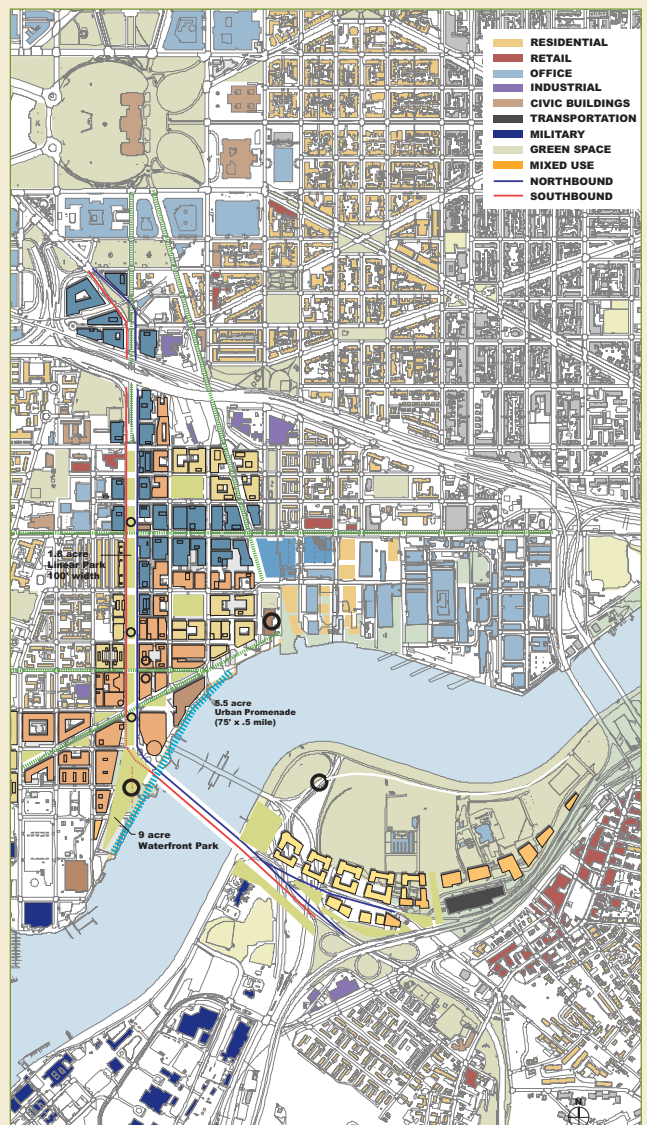 RESIDENTIAL
RETAIL
OFFICE
INDUSTRIAL
CIVIC BUILDINGS
TRANSPORTATION
MILITARY
GREEN SPACE
MIXED USE
NORTHBOUND
SOUTHBOUND
1.8 acre
Linear Park
100' width
5.5 acre
Urban Promenade
(75' x .5 mile)
9 acre
Waterfront Park
N